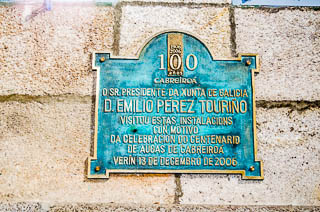 100
ANOS
CABREIROÁ
O SR. PRESIDENTE DA XUNTA DE GALICIA
D. EMILIO PÉREZ TOURIÑO
VISITOU ESTAS INSTALACIÓNS
CON MOTIVO
DA CELEBRACIÓN DO CENTENARIO
DE AUGAS DE CABREIROÁ
VERÍN 13 DE DECEMBRO DE 2006